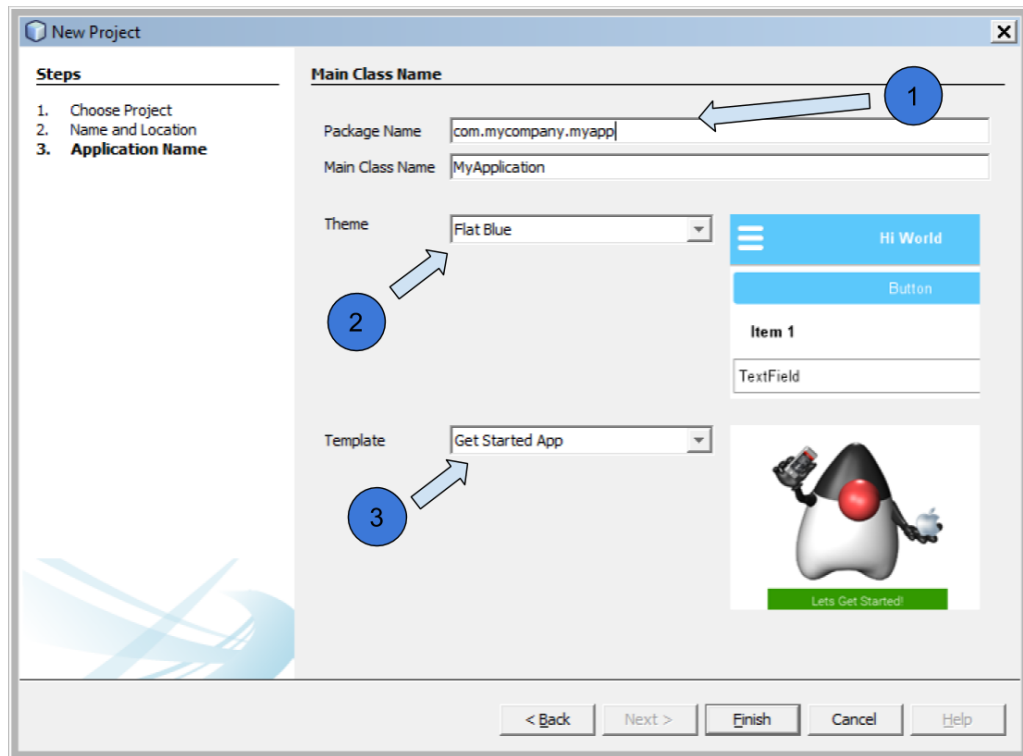 New Project
Steps
1. Choose Project
2. Name and Location
3. Application Name
Main Class Name
1
Package Name com.mycompany.myapp
Main Class Name MyApplication
Theme Flat Blue
Hi World
Button
2
Item 1
TextField
Template Get Started App
3
Lets Get Started!
< Back Next > Finish Cancel Help